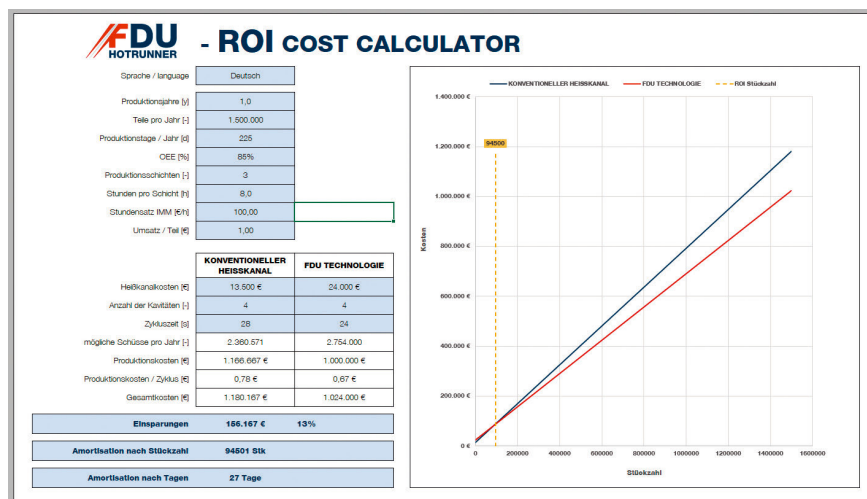 FDU HOTRUNNER - ROI COST CALCULATOR
Sprache / language Deutsch
Produktionsjahre [y] 1,0
Teile pro Jahr [-] 1.500.000
Produktionstage / Jahr [d] 225
OEE [%] 85%
Produktionsschichten [-] 3
Stunden pro Schicht [h] 8,0
Stundensatz IMM [€/h] 100,00
Umsatz / Teil [€] 1,00
KONVENTIONELLER HEISSKANAL FDU TECHNOLOGIE
Heißkanalkosten [€] 13.500 € 24.000 €
Anzahl der Kavitäten [-] 4 4
Zykluszeit [s] 28 24
mögliche Schüsse pro Jahr [-] 2.360.571 2.754.000
Produktionskosten [€] 1.166.667 € 1.000.000 €
Produktionskosten / Zyklus [€] 0,78 € 0,67 €
Gesamtkosten [€] 1.180.167 € 1.024.000 €
Einsparungen 156.167 € 13%
Amortisation nach Stückzahl 94501 Stk
Amortisation nach Tagen 27 Tage
KONVENTIONELLER HEISSKANAL FDU TECHNOLOGIE ROI Stückzahl
1.400.000 €
1.200.000 €
1.000.000 €
800.000 €
600.000 €
400.000 €
200.000 €
0 €
94500
Kosten
0 200000 400000 600000 800000 1000000 1200000 1400000 1600000
Stückzahl